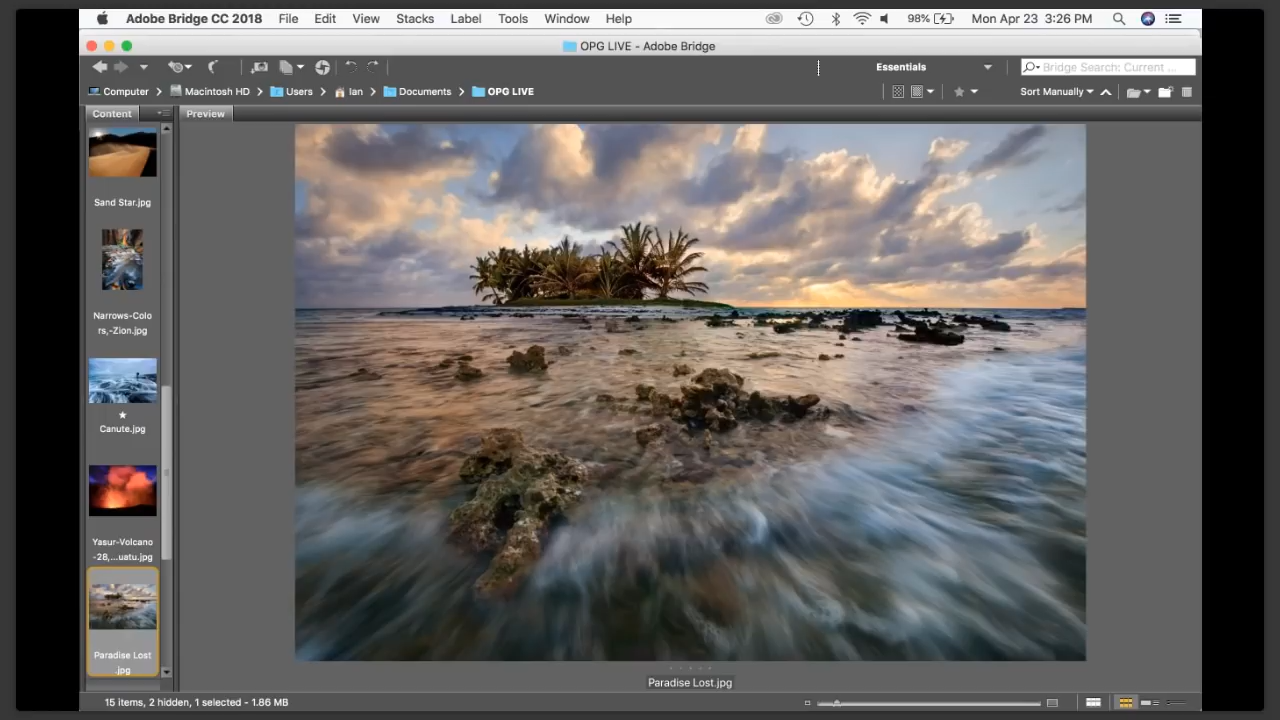 Adobe Bridge CC 2018 File Edit View Stacks Label Tools Window Help 98% Mon Apr 23 3:26 PM
OPG LIVE - Adobe Bridge
Essentials Bridge Search: Current ...
Computer Macintosh HD Users Ian Documents OPG LIVE Sort Manually
Content Preview
Sand Star.jpg
Narrows-Colo
rs,-Zion.jpg
Canute.jpg
Yasur-Volcano
-28,...uatu.jpg
Paradise Lost
.jpg
Paradise Lost.jpg
15 items, 2 hidden, 1 selected - 1.86 MB